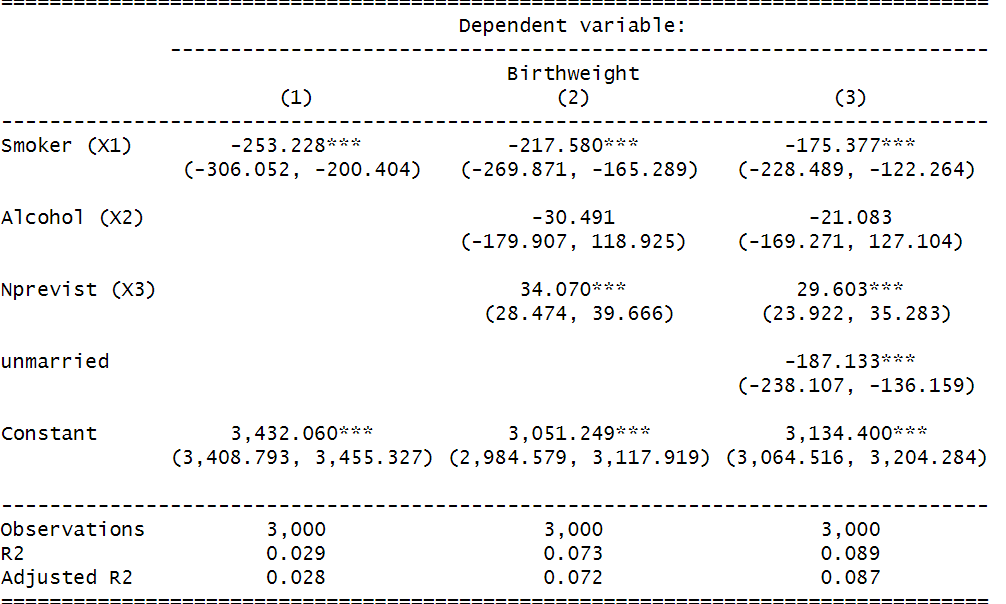 Dependent variable:
Birthweight
(1) (2) (3)
Smoker (X1) -253.228*** -217.580*** -175.377***
(-306.052, -200.404) (-269.871, -165.289) (-228.489, -122.264)
Alcohol (X2) -30.491 -21.083
(-179.907, 118.925) (-169.271, 127.104)
Nprevist (X3) 34.070*** 29.603***
(28.474, 39.666) (23.922, 35.283)
unmarried -187.133***
(-238.107, -136.159)
Constant 3,432.060*** 3,051.249*** 3,134.400***
(3,408.793, 3,455.327) (2,984.579, 3,117.919) (3,064.516, 3,204.284)
Observations 3,000 3,000 3,000
R2 0.029 0.073 0.089
Adjusted R2 0.028 0.072 0.087